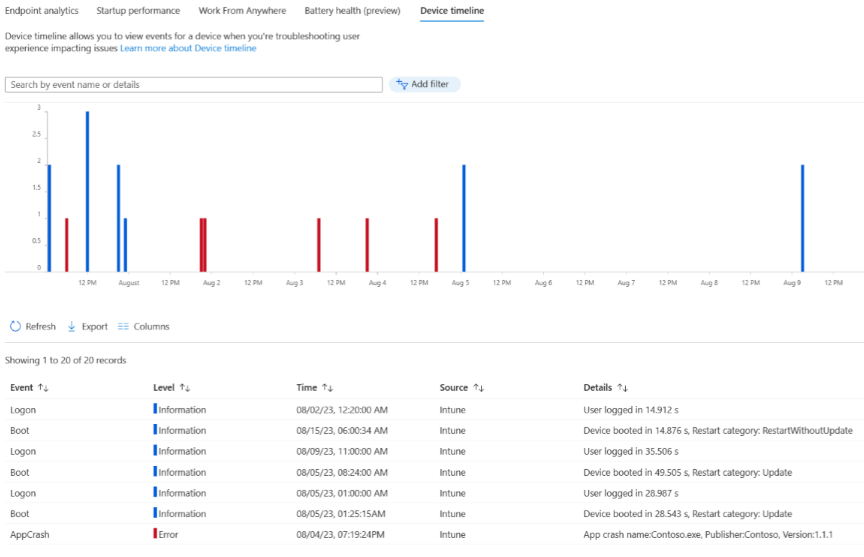 Endpoint analytics Startup performance Work From Anywhere Battery health (preview) Device timeline
Device timeline allows you to view events for a device when you're troubleshooting user
experience impacting issues Learn more about Device timeline
Search by event name or details Add filter
3
2.5
2
1.5
1
0.5
0
12 PM August 12 PM Aug 2 12 PM Aug 3 12 PM Aug 4 12 PM Aug 5 12 PM Aug 6 12 PM Aug 7 12 PM Aug 8 12 PM Aug 9 12 PM
Refresh Export Columns
Showing 1 to 20 of 20 records
Event Level Time Source Details
Logon Information 08/02/23, 12:20:00 AM Intune User logged in 14.912 s
Boot Information 08/15/23, 06:00:34 AM Intune Device booted in 14.876 s, Restart category: RestartWithoutUpdate
Logon Information 08/09/23, 11:00:00 AM Intune User logged in 35.506 s
Boot Information 08/05/23, 08:24:00 AM Intune Device booted in 49.505 s, Restart category: Update
Logon Information 08/05/23, 01:00:00 AM Intune User logged in 28.987 s
Boot Information 08/05/23, 01:25:15AM Intune Device booted in 28.543 s, Restart category: Update
AppCrash Error 08/04/23, 07:19:24PM Intune App crash name:Contoso.exe, Publisher:Contoso, Version:1.1.1